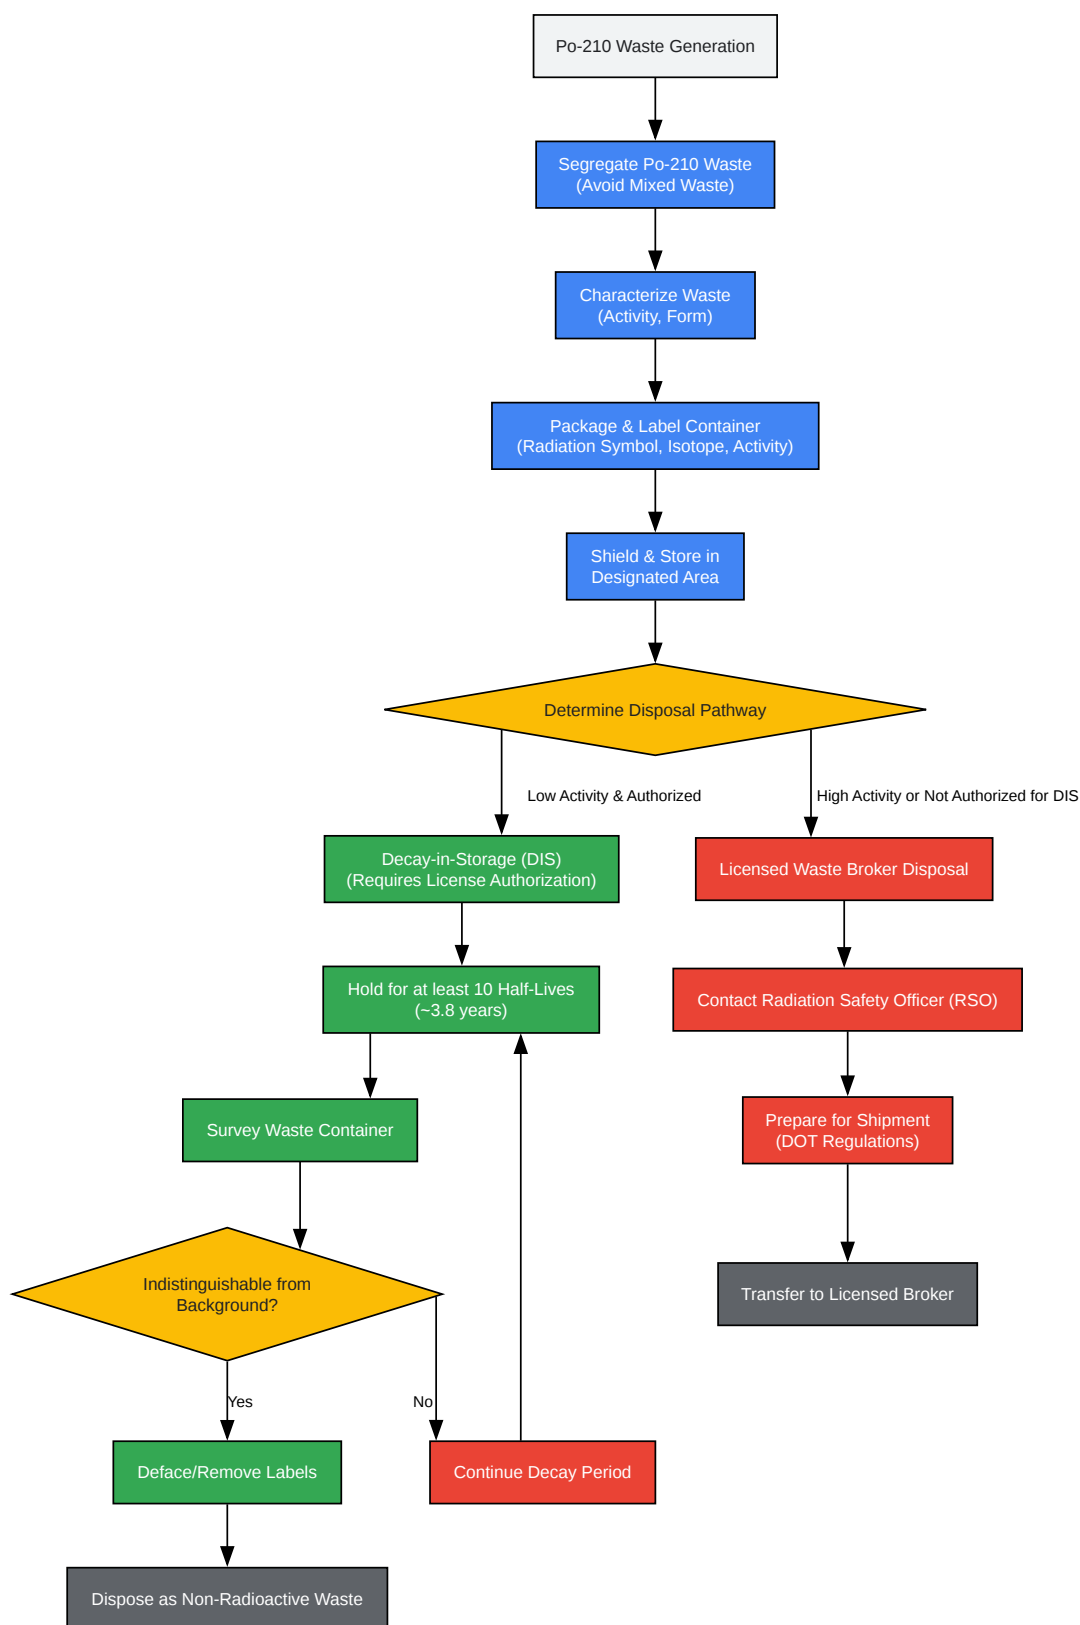 Po-210 Waste Generation
Segregate Po-210 Waste
(Avoid Mixed Waste)
Characterize Waste
(Activity, Form)
Package & Label Container
(Radiation Symbol, Isotope, Activity)
Shield & Store in
Designated Area
Determine Disposal Pathway
Low Activity & Authorized
High Activity or Not Authorized for DIS
Decay-in-Storage (DIS)
(Requires License Authorization)
Licensed Waste Broker Disposal
Hold for at least 10 Half-Lives
(~3.8 years)
Contact Radiation Safety Officer (RSO)
Survey Waste Container
Prepare for Shipment
(DOT Regulations)
Indistinguishable from
Background?
Transfer to Licensed Broker
Yes
No
Deface/Remove Labels
Continue Decay Period
Dispose as Non-Radioactive Waste